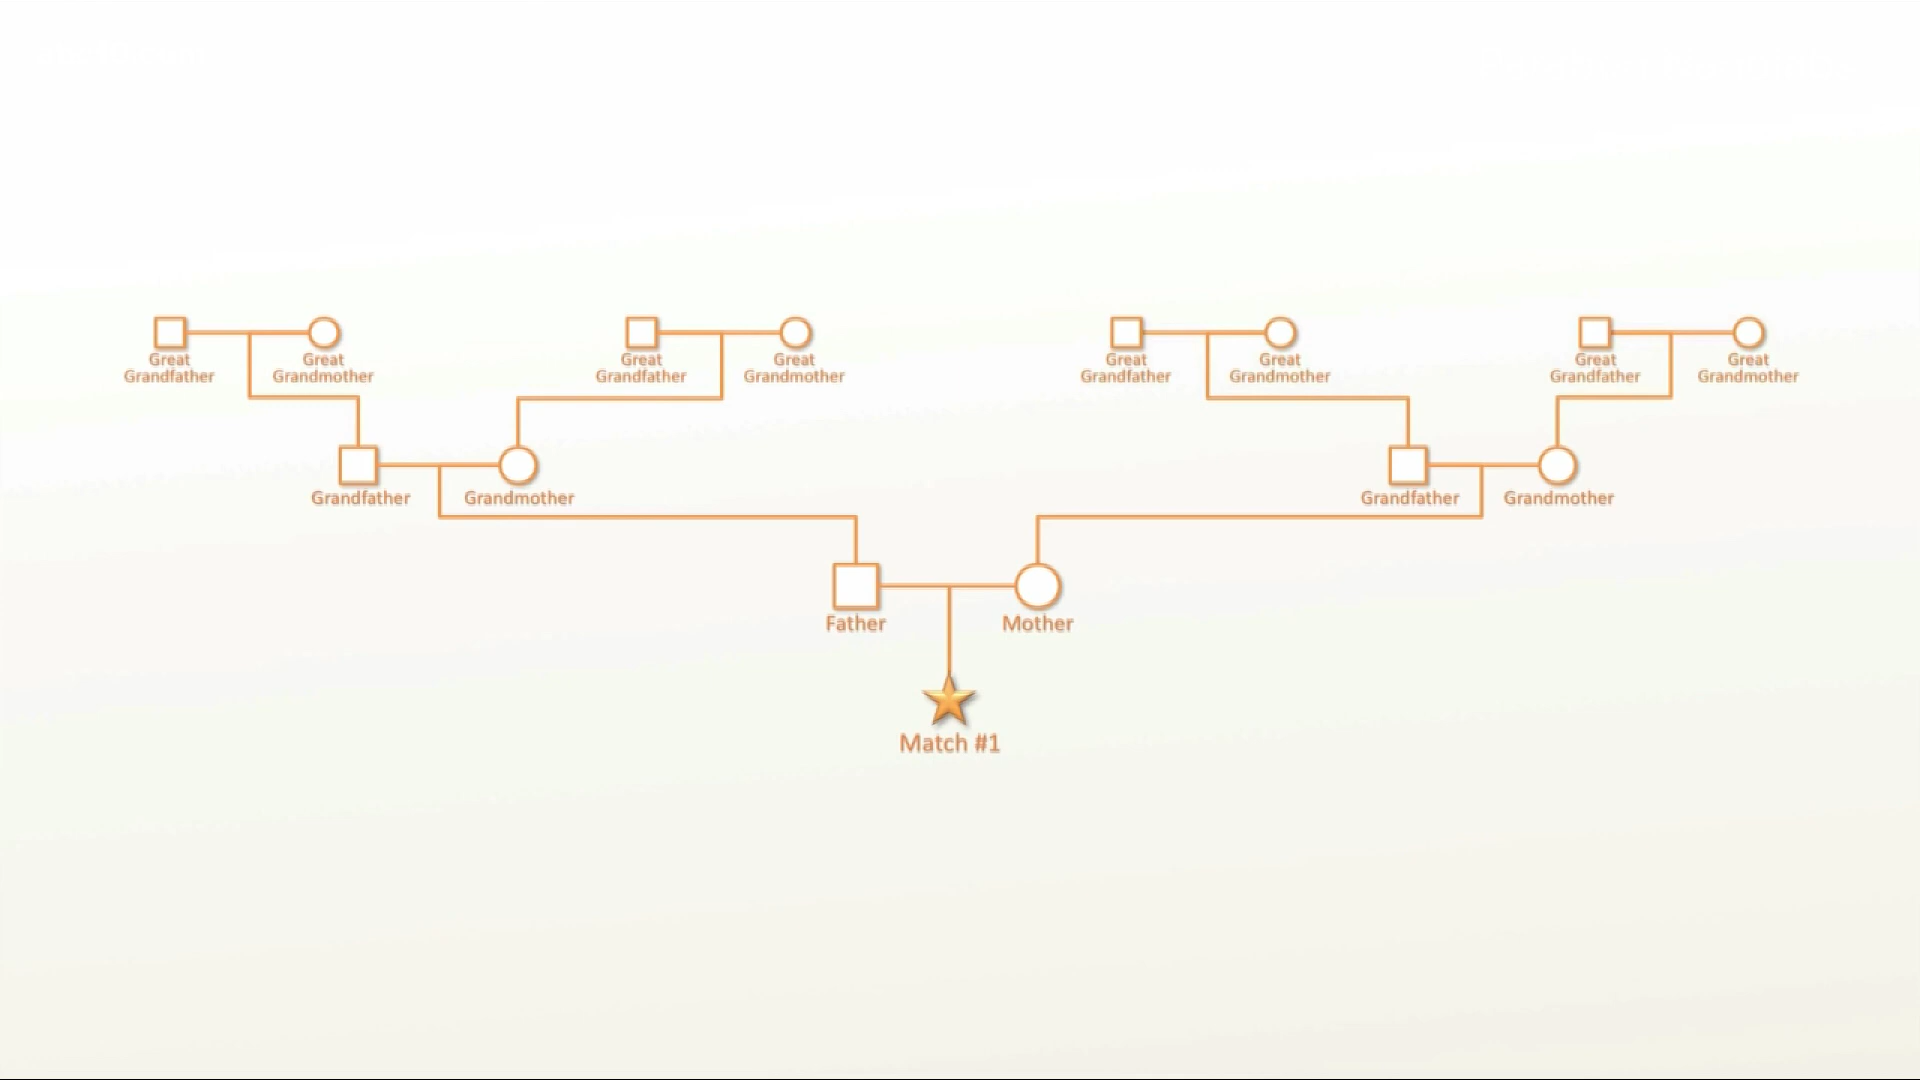 Great
Grandfather
Great
Grandmother
Great
Grandfather
Great
Grandmother
Great
Grandfather
Great
Grandmother
Great
Grandfather
Great
Grandmother
Grandfather
Grandmother
Grandfather
Grandmother
Father
Mother
Match #1